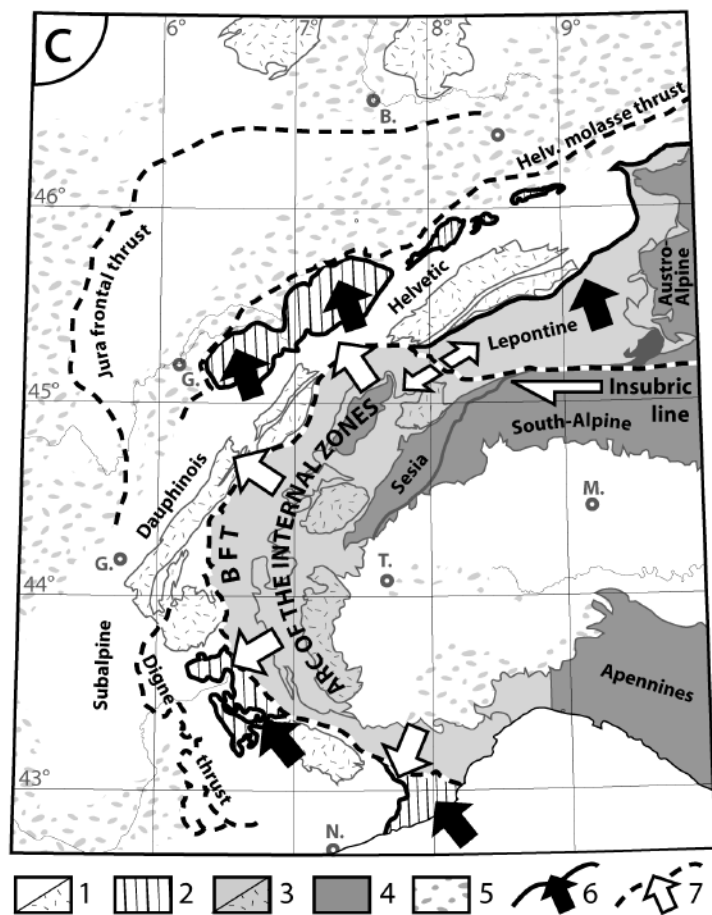 C
6°
7°
8°
9°
B.
Helv. molasse thrust
46°
Jura frontal thrust
Helvetic
Austro-
Alpine
Lepontine
G.
45°
Insubric
line
South-Alpine
ARC OF THE INTERNAL ZONES
Sesia
Dauphinois
M.
BFT
G.
T.
44°
Subalpine
Digne
thrust
Apennines
43°
N.
1
2
3
4
5
6
7